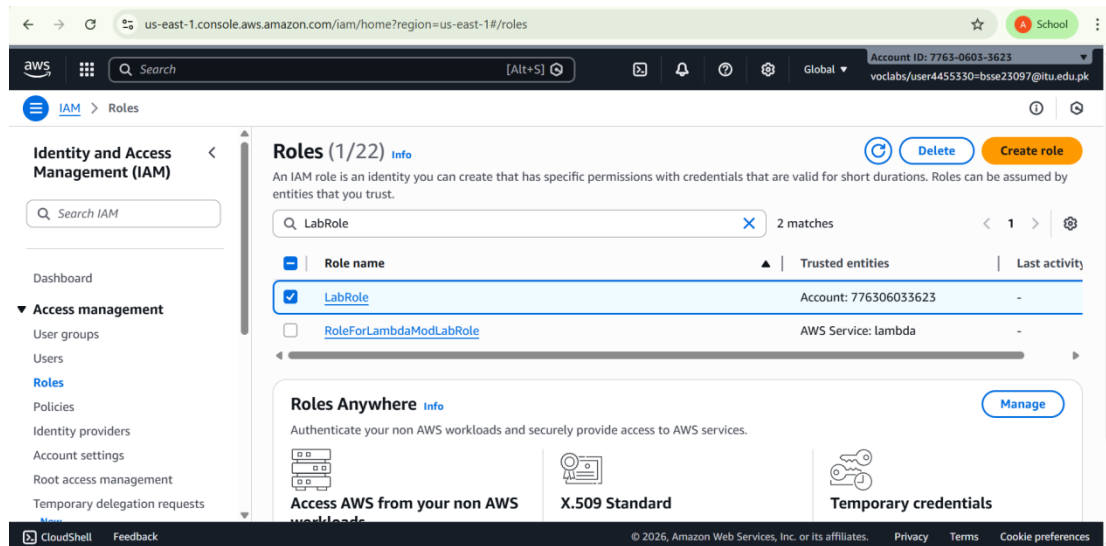 us-east-1.console.aws.amazon.com/iam/home?region=us-east-1#/roles
A School
aws
Search [Alt+S]
Global
Account ID: 7763-0603-3623
voclabs/user4455330=bsse23097@itu.edu.pk
IAM > Roles
Identity and Access Management (IAM)
Search IAM
Dashboard
Access management
User groups
Users
Roles
Policies
Identity providers
Account settings
Root access management
Temporary delegation requests
New
Roles (1/22) Info
Delete
Create role
An IAM role is an identity you can create that has specific permissions with credentials that are valid for short durations. Roles can be assumed by
entities that you trust.
LabRole
2 matches
1
Role name Trusted entities Last activity
LabRole Account: 776306033623 -
RoleForLambdaModLabRole AWS Service: lambda -
Roles Anywhere Info
Manage
Authenticate your non AWS workloads and securely provide access to AWS services.
Access AWS from your non AWS
workloads
X.509 Standard
Temporary credentials
CloudShell Feedback
© 2026, Amazon Web Services, Inc. or its affiliates. Privacy Terms Cookie preferences